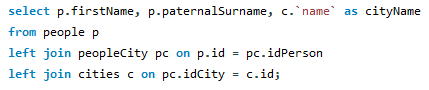 select p.firstName, p.paternalSurname, c.`name` as cityName
from people p
left join peopleCity pc on p.id = pc.idPerson
left join cities c on pc.idCity = c.id;